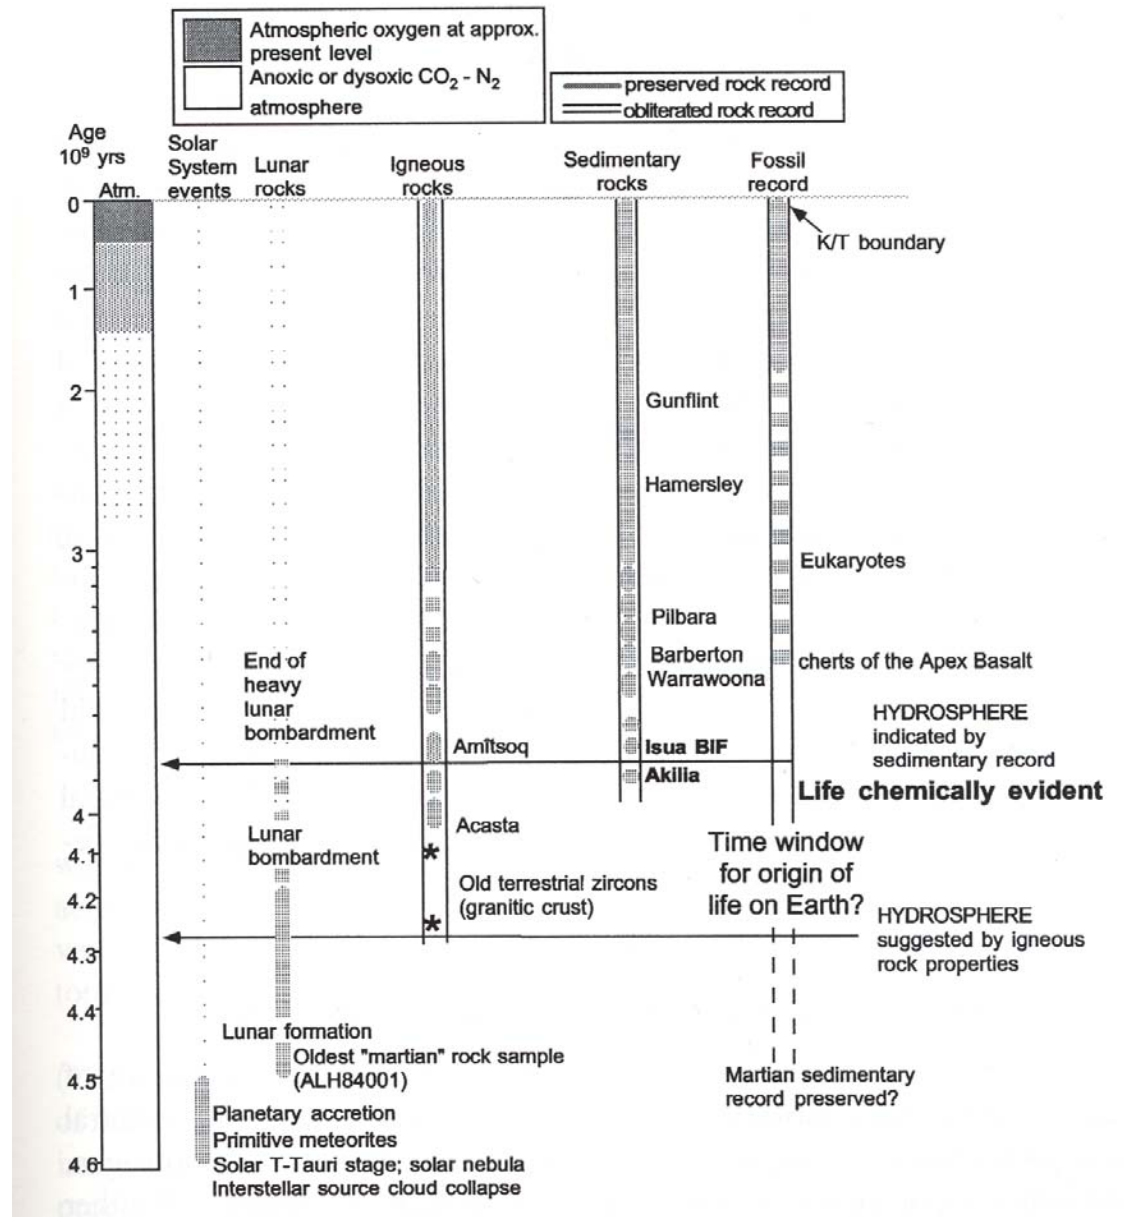 Atmospheric oxygen at approx.
present level
Anoxic or dysoxic CO₂ - N₂
atmosphere
preserved rock record
obliterated rock record
Age
10⁹ yrs
Atm.
Solar
System
events
Lunar
rocks
Igneous
rocks
Sedimentary
rocks
Fossil
record
0
K/T boundary
1
2
Gunflint
Hamersley
3
Eukaryotes
Pilbara
Barberton
Warrawoona
cherts of the Apex Basalt
End of
heavy
lunar
bombardment
HYDROSPHERE
indicated by
sedimentary record
Amîtsoq
Isua BIF
Akilia
Life chemically evident
4
Acasta
Lunar
bombardment
4.1
Time window
for origin of
life on Earth?
4.2
Old terrestrial zircons
(granitic crust)
*
*
HYDROSPHERE
suggested by igneous
rock properties
4.3
4.4
Lunar formation
Oldest "martian" rock sample
(ALH84001)
4.5
Martian sedimentary
record preserved?
Planetary accretion
Primitive meteorites
4.6
Solar T-Tauri stage; solar nebula
Interstellar source cloud collapse